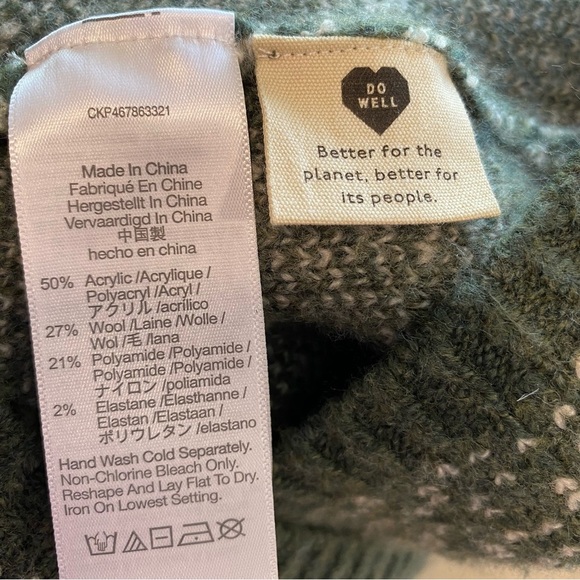 CKP467863321
Made In China
Fabriqué En Chine
Hergestellt In China
Vervaardigd In China
中国製
hecho en china
50% Acrylic /Acrylique /
Polyacryl /Acryl /
アクリル /acrílico
27% Wool /Laine /Wolle /
Wol /毛 /lana
21% Polyamide /Polyamide /
Polyamide /Polyamide /
ナイロン /poliamida
2% Elastane /Elasthanne /
Elastan /Elastaan /
ポリウレタン /elastano
Hand Wash Cold Separately.
Non-Chlorine Bleach Only.
Reshape And Lay Flat To Dry.
Iron On Lowest Setting.
DO
WELL
Better for the
planet, better for
its people.